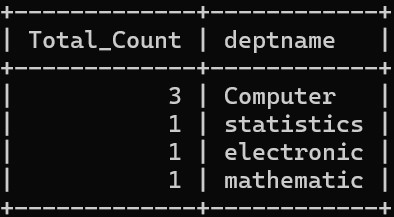 +-------------+------------+
| Total_Count | deptname   |
+-------------+------------+
|           3 | Computer   |
|           1 | statistics |
|           1 | electronic |
|           1 | mathematic |
+-------------+------------+